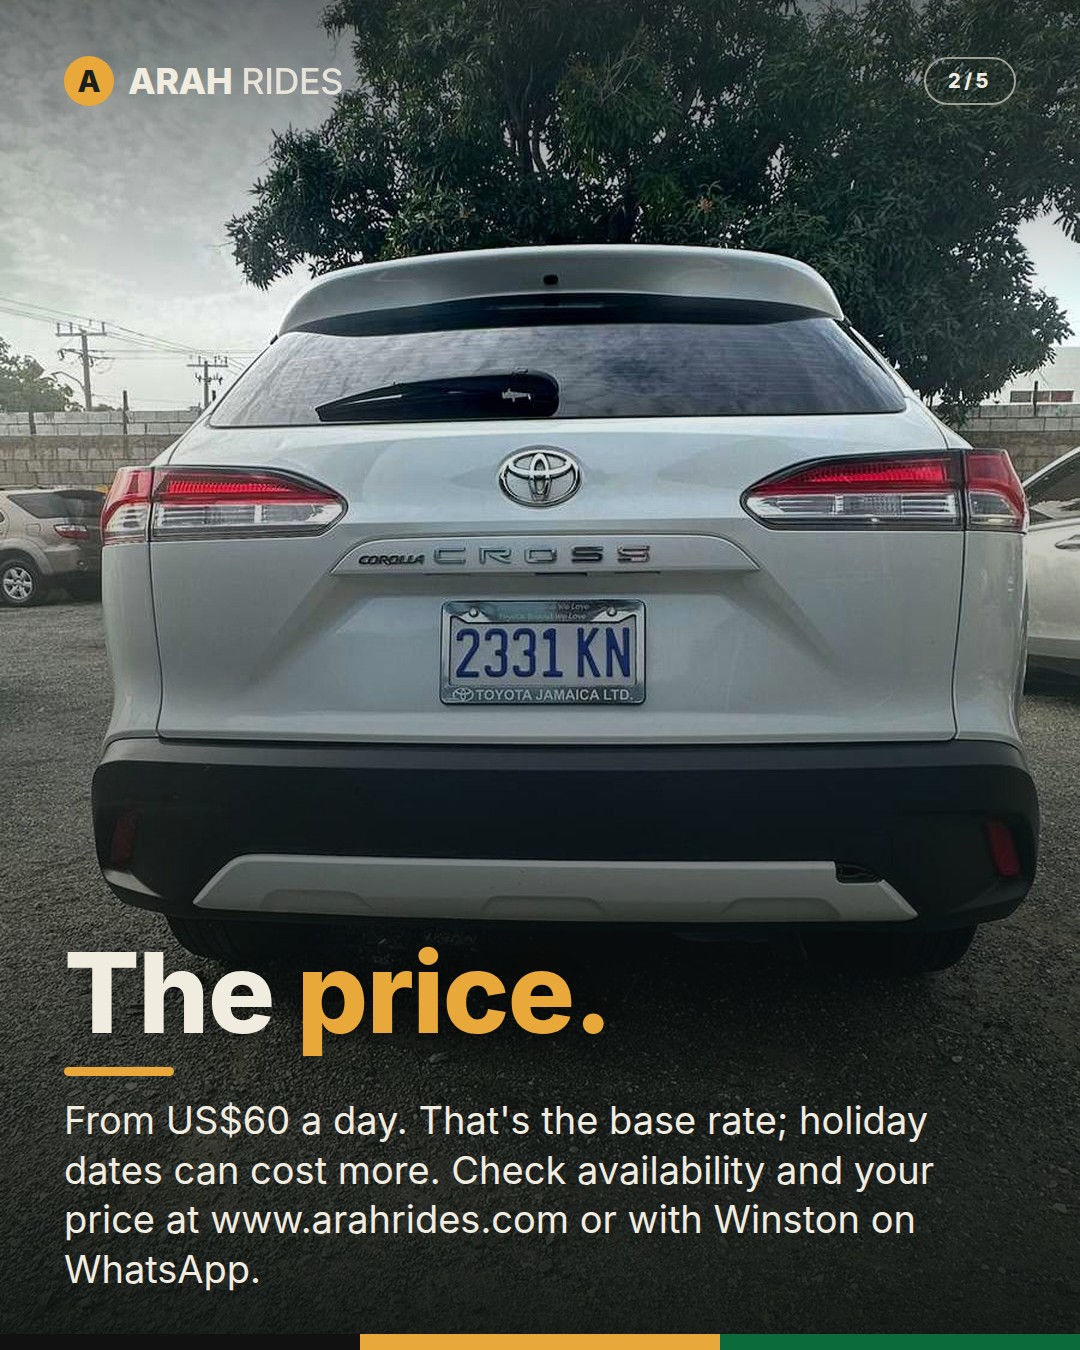 A ARAH RIDES
2/5
COROLLA CROSS
2331 KN
TOYOTA JAMAICA LTD.
The price.
From US$60 a day. That's the base rate; holiday
dates can cost more. Check availability and your
price at www.arahrides.com or with Winston on
WhatsApp.